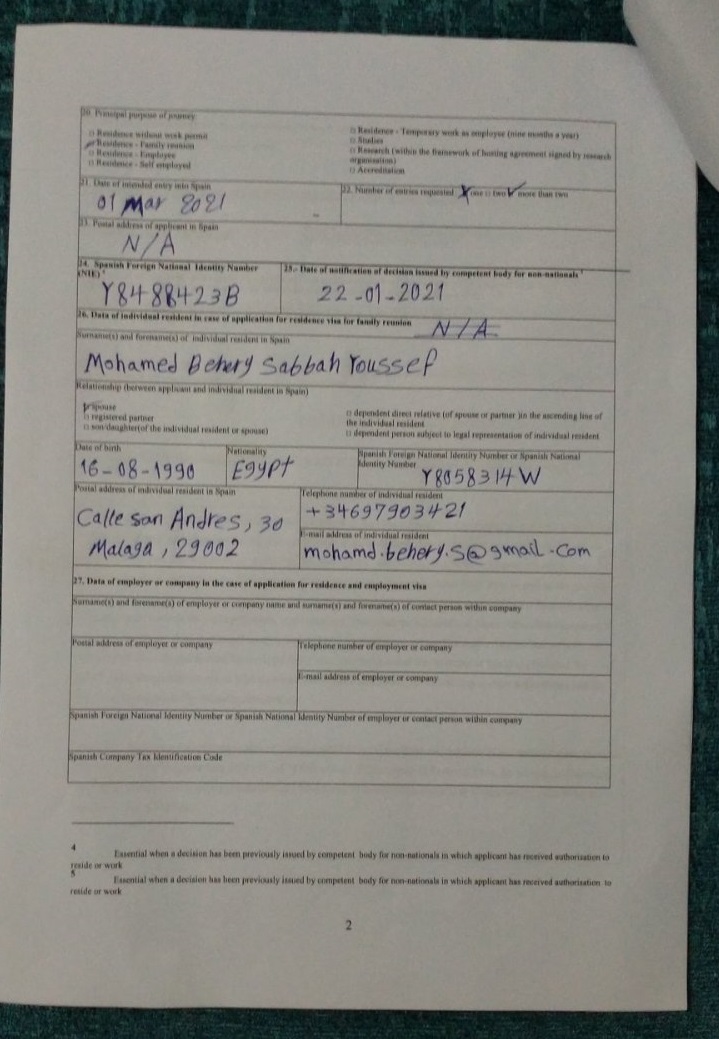 20. Principal purpose of journey
□ Residence without work permit
□ Residence - Family reunion
□ Residence - Employee
□ Residence - Self employed
□ Residence - Temporary work as employee (nine months a year)
□ Studies
□ Research (within the framework of hosting agreement signed by research
organisation)
□ Accreditation
21. Date of intended entry into Spain
01 Mar 2021
22. Number of entries requested X one □ two ✓ more than two
23. Postal address of applicant in Spain
N/A
24. Spanish Foreign National Identity Number
(NIE) 4
Y8488423B
25.- Date of notification of decision issued by competent body for non-nationals 5
22-01-2021
26. Data of individual resident in case of application for residence visa for family reunion N/A
Surname(s) and forename(s) of individual resident in Spain
Mohamed Behery Sabbah Youssef
Relationship (between applicant and individual resident in Spain)
✓ spouse
□ registered partner
□ son/daughter(of the individual resident or spouse)
□ dependent direct relative (of spouse or partner )in the ascending line of
the individual resident
□ dependent person subject to legal representation of individual resident
Date of birth
16-08-1990
Nationality
Egypt
Spanish Foreign National Identity Number or Spanish National
Identity Number
Y8058314W
Postal address of individual resident in Spain
Calle san Andres, 30
Malaga, 29002
Telephone number of individual resident
+34697903421
E-mail address of individual resident
mohamd.behery.s@gmail.com
27. Data of employer or company in the case of application for residence and employment visa
Surname(s) and forename(s) of employer or company name and surname(s) and forename(s) of contact person within company
Postal address of employer or company
Telephone number of employer or company
E-mail address of employer or company
Spanish Foreign National Identity Number or Spanish National Identity Number of employer or contact person within company
Spanish Company Tax Identification Code
4
Essential when a decision has been previously issued by competent body for non-nationals in which applicant has received authorisation to
reside or work
5
Essential when a devision has been previously issued by competent body for non-nationals in which applicant has received authorisation to
reside or work
2